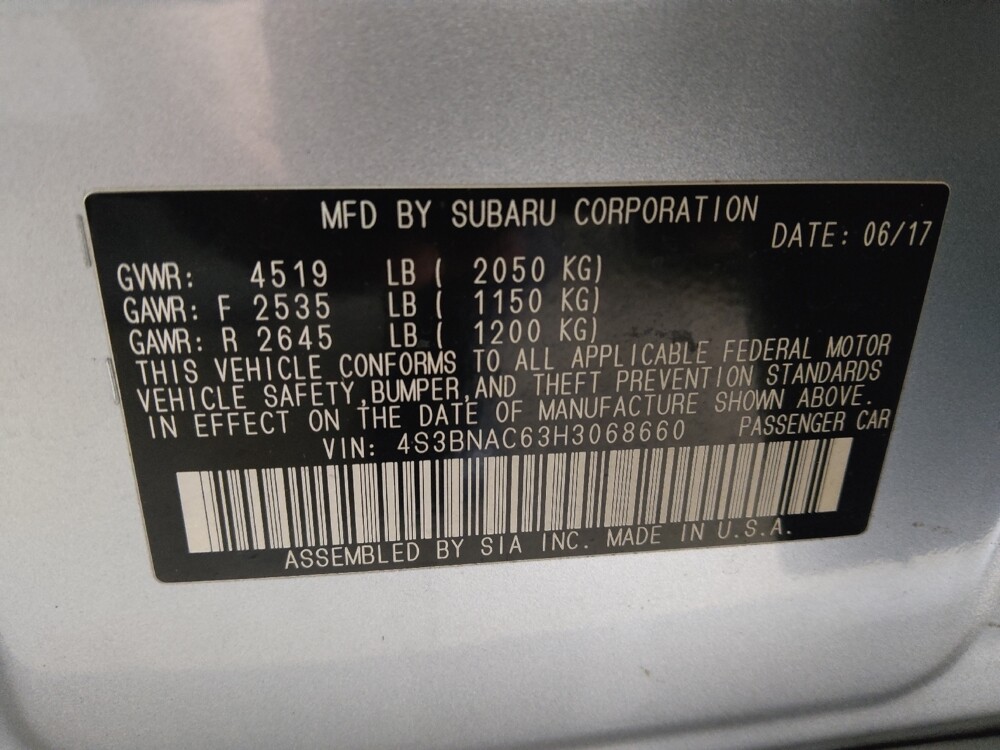 MFD BY SUBARU CORPORATION
DATE: 06/17
GVWR: 4519 LB ( 2050 KG)
GAWR: F 2535 LB ( 1150 KG)
GAWR: R 2645 LB ( 1200 KG)
THIS VEHICLE CONFORMS TO ALL APPLICABLE FEDERAL MOTOR
VEHICLE SAFETY,BUMPER,AND THEFT PREVENTION STANDARDS
IN EFFECT ON THE DATE OF MANUFACTURE SHOWN ABOVE.
VIN: 4S3BNAC63H3068660 PASSENGER CAR
ASSEMBLED BY SIA INC. MADE IN U.S.A.